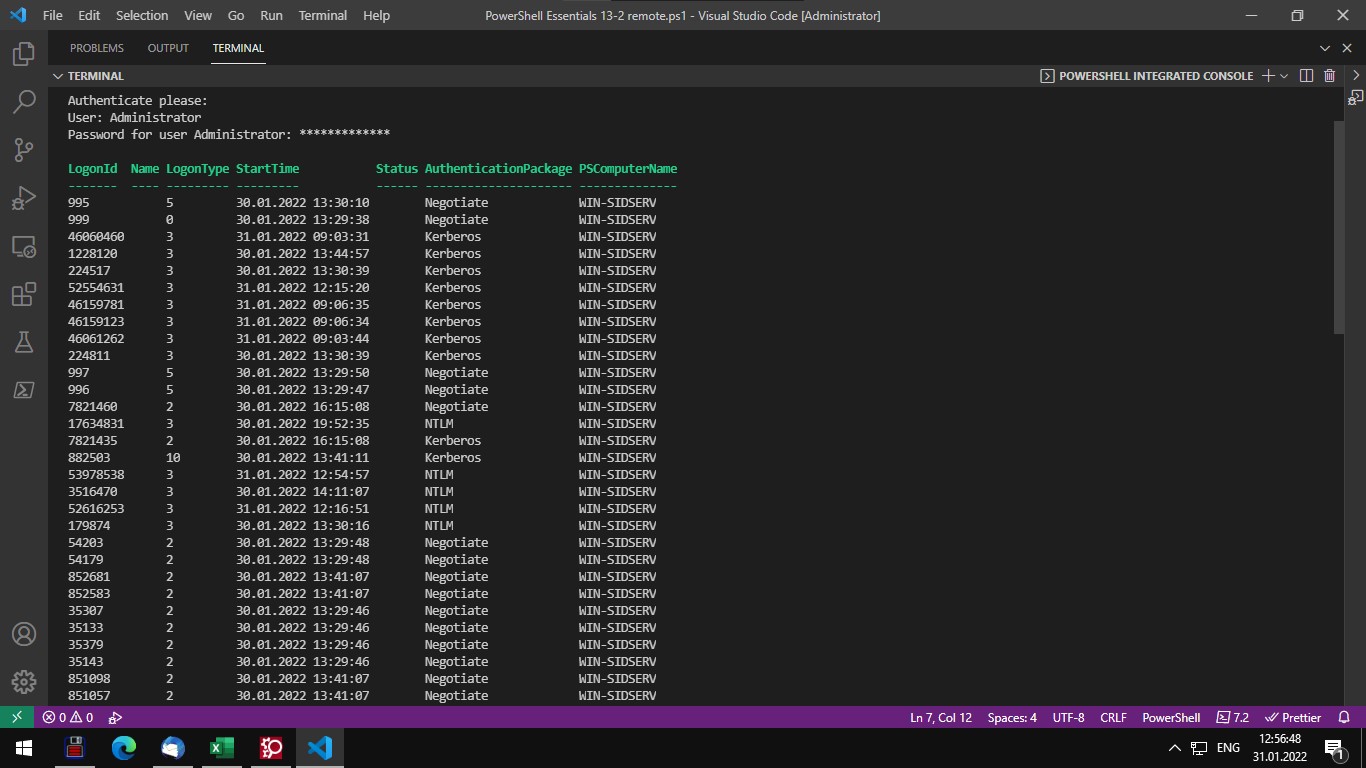 File Edit Selection View Go Run Terminal Help PowerShell Essentials 13-2 remote.ps1 - Visual Studio Code [Administrator]
PROBLEMS OUTPUT TERMINAL
TERMINAL POWERSHELL INTEGRATED CONSOLE
Authenticate please:
User: Administrator
Password for user Administrator: *************
LogonId Name LogonType StartTime Status AuthenticationPackage PSComputerName
------- ---- --------- --------- ------ --------------------- --------------
995 5 30.01.2022 13:30:10 Negotiate WIN-SIDSERV
999 0 30.01.2022 13:29:38 Negotiate WIN-SIDSERV
46060460 3 31.01.2022 09:03:31 Kerberos WIN-SIDSERV
1228120 3 30.01.2022 13:44:57 Kerberos WIN-SIDSERV
224517 3 30.01.2022 13:30:39 Kerberos WIN-SIDSERV
52554631 3 31.01.2022 12:15:20 Kerberos WIN-SIDSERV
46159781 3 31.01.2022 09:06:35 Kerberos WIN-SIDSERV
46159123 3 31.01.2022 09:06:34 Kerberos WIN-SIDSERV
46061262 3 31.01.2022 09:03:44 Kerberos WIN-SIDSERV
224811 3 30.01.2022 13:30:39 Kerberos WIN-SIDSERV
997 5 30.01.2022 13:29:50 Negotiate WIN-SIDSERV
996 5 30.01.2022 13:29:47 Negotiate WIN-SIDSERV
7821460 2 30.01.2022 16:15:08 Negotiate WIN-SIDSERV
17634831 3 30.01.2022 19:52:35 NTLM WIN-SIDSERV
7821435 2 30.01.2022 16:15:08 Kerberos WIN-SIDSERV
882503 10 30.01.2022 13:41:11 Kerberos WIN-SIDSERV
53978538 3 31.01.2022 12:54:57 NTLM WIN-SIDSERV
3516470 3 30.01.2022 14:11:07 NTLM WIN-SIDSERV
52616253 3 31.01.2022 12:16:51 NTLM WIN-SIDSERV
179874 3 30.01.2022 13:30:16 NTLM WIN-SIDSERV
54203 2 30.01.2022 13:29:48 Negotiate WIN-SIDSERV
54179 2 30.01.2022 13:29:48 Negotiate WIN-SIDSERV
852681 2 30.01.2022 13:41:07 Negotiate WIN-SIDSERV
852583 2 30.01.2022 13:41:07 Negotiate WIN-SIDSERV
35307 2 30.01.2022 13:29:46 Negotiate WIN-SIDSERV
35133 2 30.01.2022 13:29:46 Negotiate WIN-SIDSERV
35379 2 30.01.2022 13:29:46 Negotiate WIN-SIDSERV
35143 2 30.01.2022 13:29:46 Negotiate WIN-SIDSERV
851098 2 30.01.2022 13:41:07 Negotiate WIN-SIDSERV
851057 2 30.01.2022 13:41:07 Negotiate WIN-SIDSERV
0 0 Ln 7, Col 12 Spaces: 4 UTF-8 CRLF PowerShell 7.2 Prettier
ENG 12:56:48
31.01.2022 1